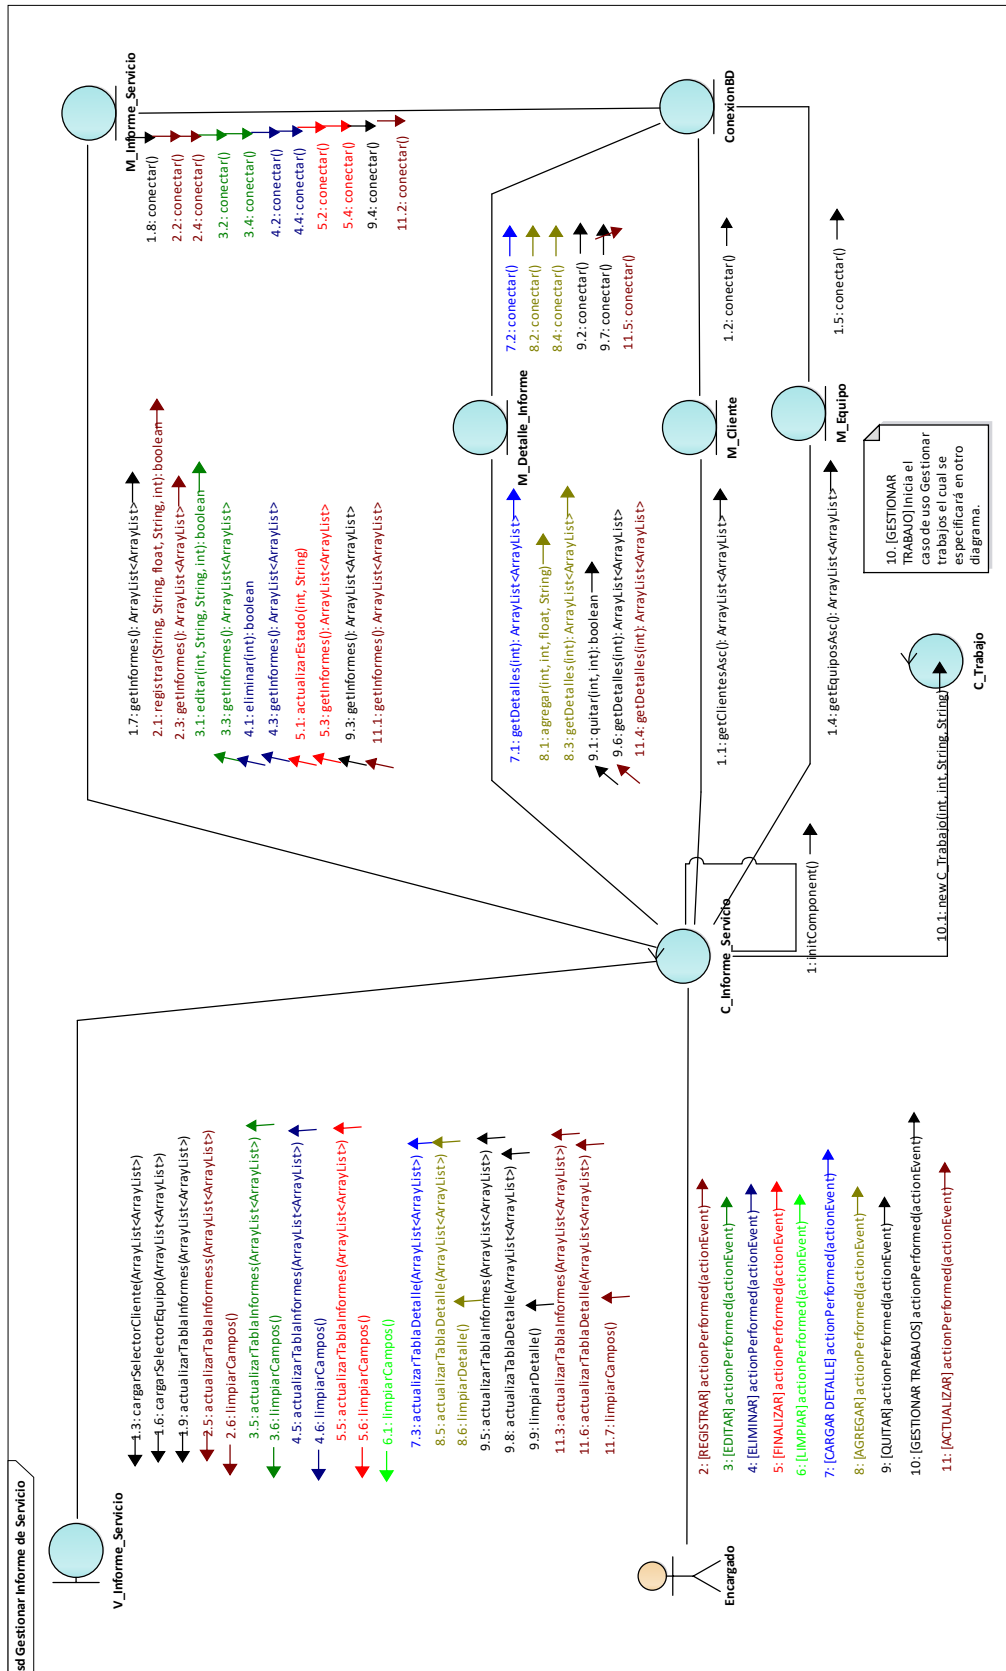 sd Gestionar Informe de Servicio
V_Informe_Servicio
1.3: cargarSelectorCliente(ArrayList<ArrayList>)
1.6: cargarSelectorEquipo(ArrayList<ArrayList>)
1.9: actualizarTablaInformes(ArrayList<ArrayList>)
2.5: actualizarTablaInformess(ArrayList<ArrayList>)
2.6: limpiarCampos()
3.5: actualizarTablaInformes(ArrayList<ArrayList>)
3.6: limpiarCampos()
4.5: actualizarTablaInformes(ArrayList<ArrayList>)
4.6: limpiarCampos()
5.5: actualizarTablaInformes(ArrayList<ArrayList>)
5.6: limpiarCampos()
6.1: limpiarCampos()
7.3: actualizarTablaDetalle(ArrayList<ArrayList>)
8.5: actualizarTablaDetalle(ArrayList<ArrayList>)
8.6: limpiarDetalle()
9.5: actualizarTablaInformes(ArrayList<ArrayList>)
9.8: actualizaTablaDetalle(ArrayList<ArrayList>)
9.9: limpiarDetalle()
11.3: actualizarTablaInformes(ArrayList<ArrayList>)
11.6: actualizarTablaDetalle(ArrayList<ArrayList>)
11.7: limpiarCampos()
Encargado
2: [REGISTRAR] actionPerformed(actionEvent)
3: [EDITAR] actionPerformed(actionEvent)
4: [ELIMINAR] actionPerformed(actionEvent)
5: [FINALIZAR] actionPerformed(actionEvent)
6: [LIMPIAR] actionPerformed(actionEvent)
7: [CARGAR DETALLE] actionPerformed(actionEvent)
8: [AGREGAR] actionPerformed(actionEvent)
9: [QUITAR] actionPerformed(actionEvent)
10: [GESTIONAR TRABAJOS] actionPerformed(actionEvent)
11: [ACTUALIZAR] actionPerformed(actionEvent)
C_Informe_Servicio
1: initComponent()
10.1: new C_Trabajo(int, int, String, String)
C_Trabajo
1.7: getInformes(): ArrayList<ArrayList>
2.1: registrar(String, String, float, String, int): boolean
2.3: getInformes(): ArrayList<ArrayList>
3.1: editar(int, String, String, int): boolean
3.3: getInformes(): ArrayList<ArrayList>
4.1: eliminar(int): boolean
4.3: getInformes(): ArrayList<ArrayList>
5.1: actualizarEstado(int, String)
5.3: getInformes(): ArrayList<ArrayList>
9.3: getInformes(): ArrayList<ArrayList>
11.1: getInformes(): ArrayList<ArrayList>
7.1: getDetalles(int): ArrayList<ArrayList>
8.1: agregar(int, int, float, String)
8.3: getDetalles(int): ArrayList<ArrayList>
9.1: quitar(int, int): boolean
9.6: getDetalles(int): ArrayList<ArrayList>
11.4: getDetalles(int): ArrayList<ArrayList>
1.1: getClientesAsc(): ArrayList<ArrayList>
1.4: getEquiposAsc(): ArrayList<ArrayList>
10. [GESTIONAR
TRABAJO] Inicia el
caso de uso Gestionar
trabajos el cual se
especificará en otro
diagrama.
M_Detalle_Informe
M_Cliente
M_Equipo
M_Informe_Servicio
1.8: conectar()
2.2: conectar()
2.4: conectar()
3.2: conectar()
3.4: conectar()
4.2: conectar()
4.4: conectar()
5.2: conectar()
5.4: conectar()
9.4: conectar()
11.2: conectar()
7.2: conectar()
8.2: conectar()
8.4: conectar()
9.2: conectar()
9.7: conectar()
11.5: conectar()
1.2: conectar()
1.5: conectar()
ConexionBD